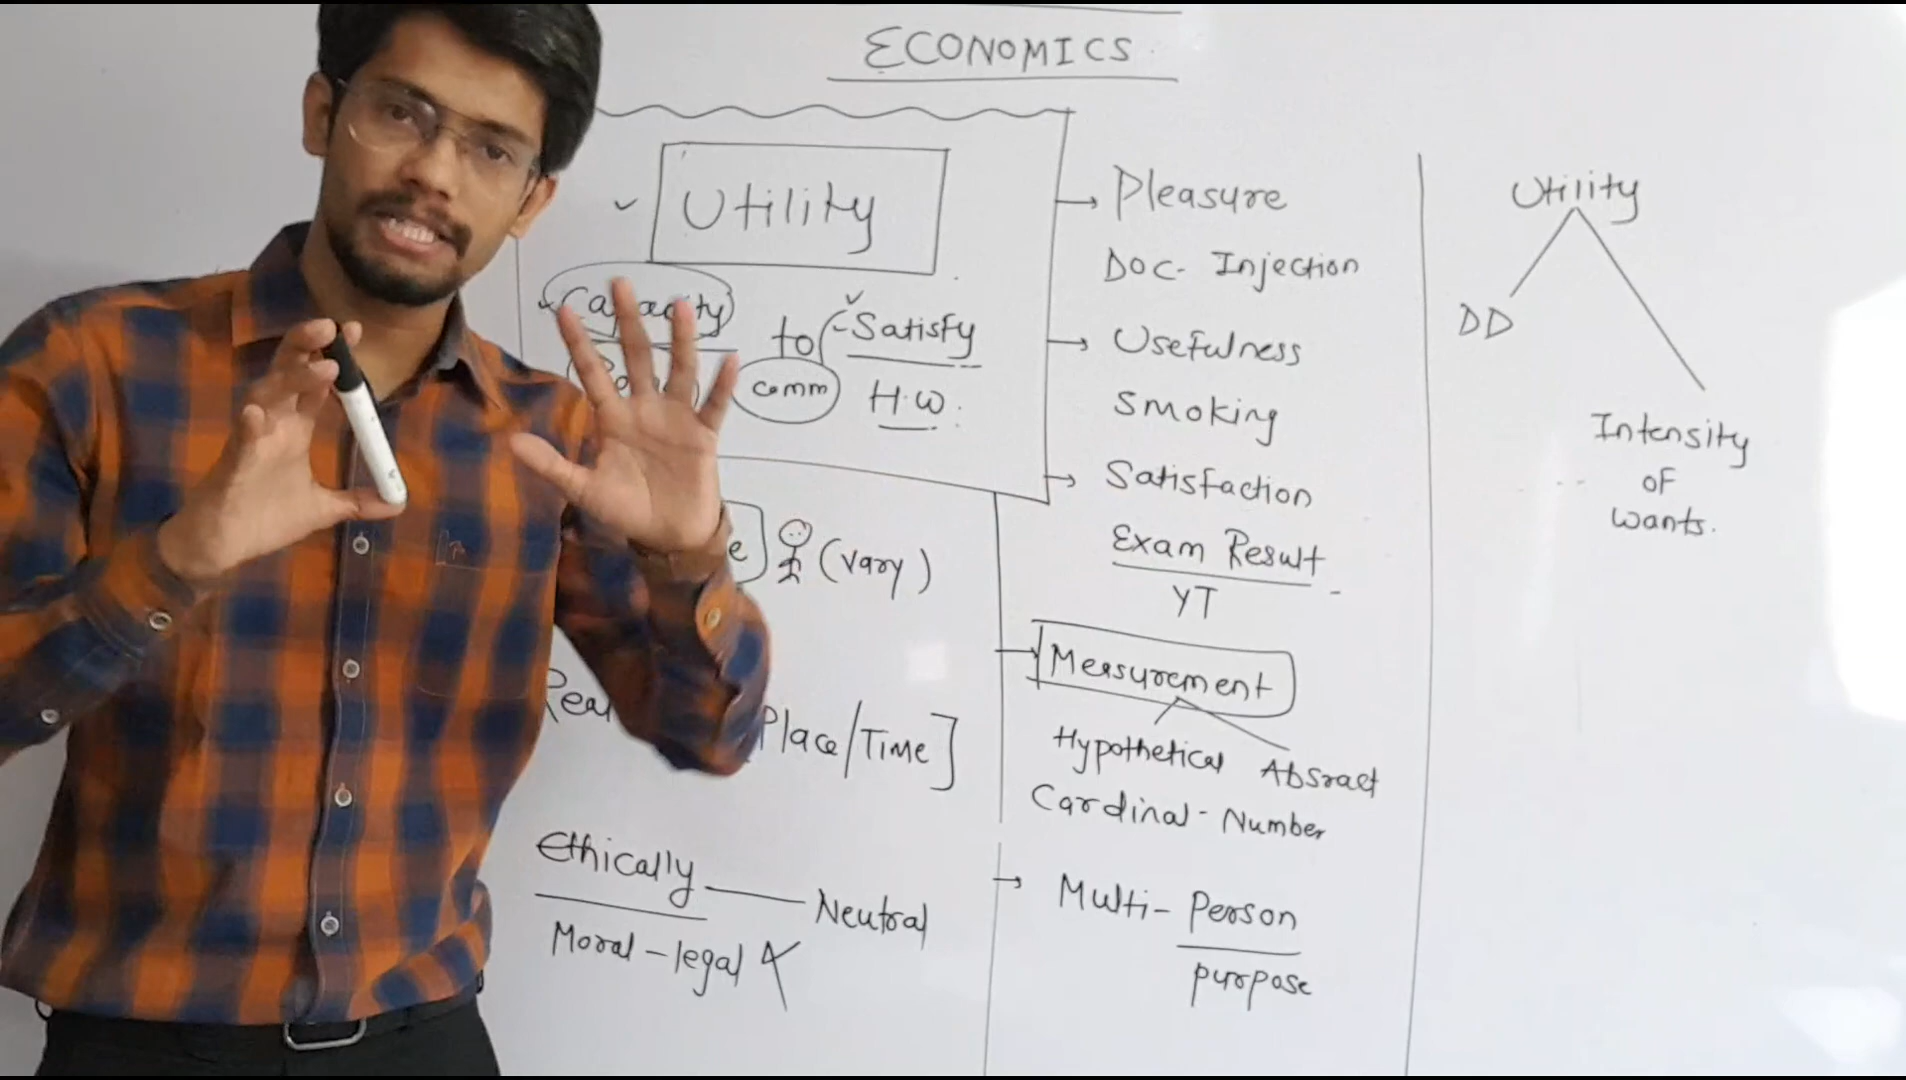 ECONOMICS
Utility
Capacity
to Satisfy
comm
H.W.
(vary)
Place/Time]
Ethically
Neutral
Moral-legal
Pleasure
Doc- Injection
Usefulness
Smoking
Satisfaction
Exam Result
YT
Measurement
Hypothetical Absract
Cardinal-Number
Multi-Person
purpose
Utility
DD
Intensity
of
wants.